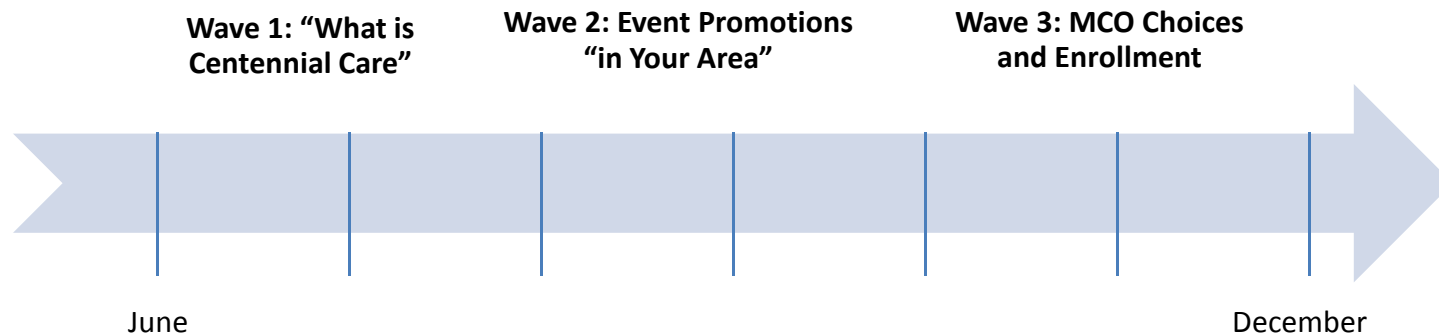 Wave 1: “What is
Centennial Care”
Wave 2: Event Promotions
“in Your Area”
Wave 3: MCO Choices
and Enrollment
June
December